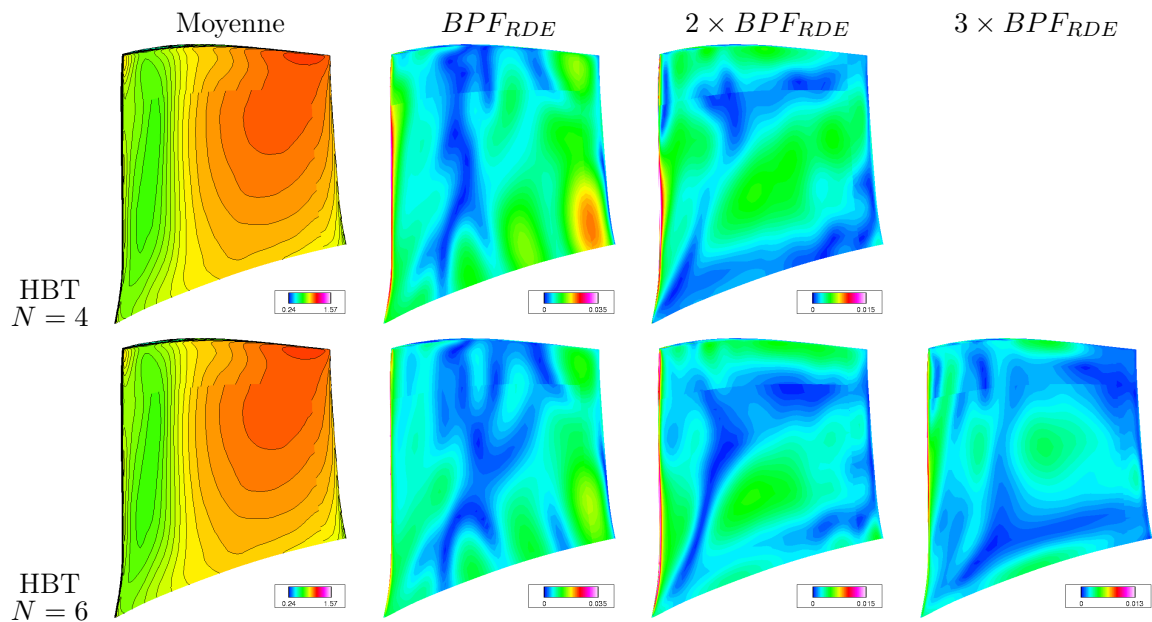 Moyenne
BPF_RDE
2 × BPF_RDE
3 × BPF_RDE
HBT
N = 4
0.24 1.57
0 0.035
0 0.015
HBT
N = 6
0.24 1.57
0 0.035
0 0.015
0 0.013